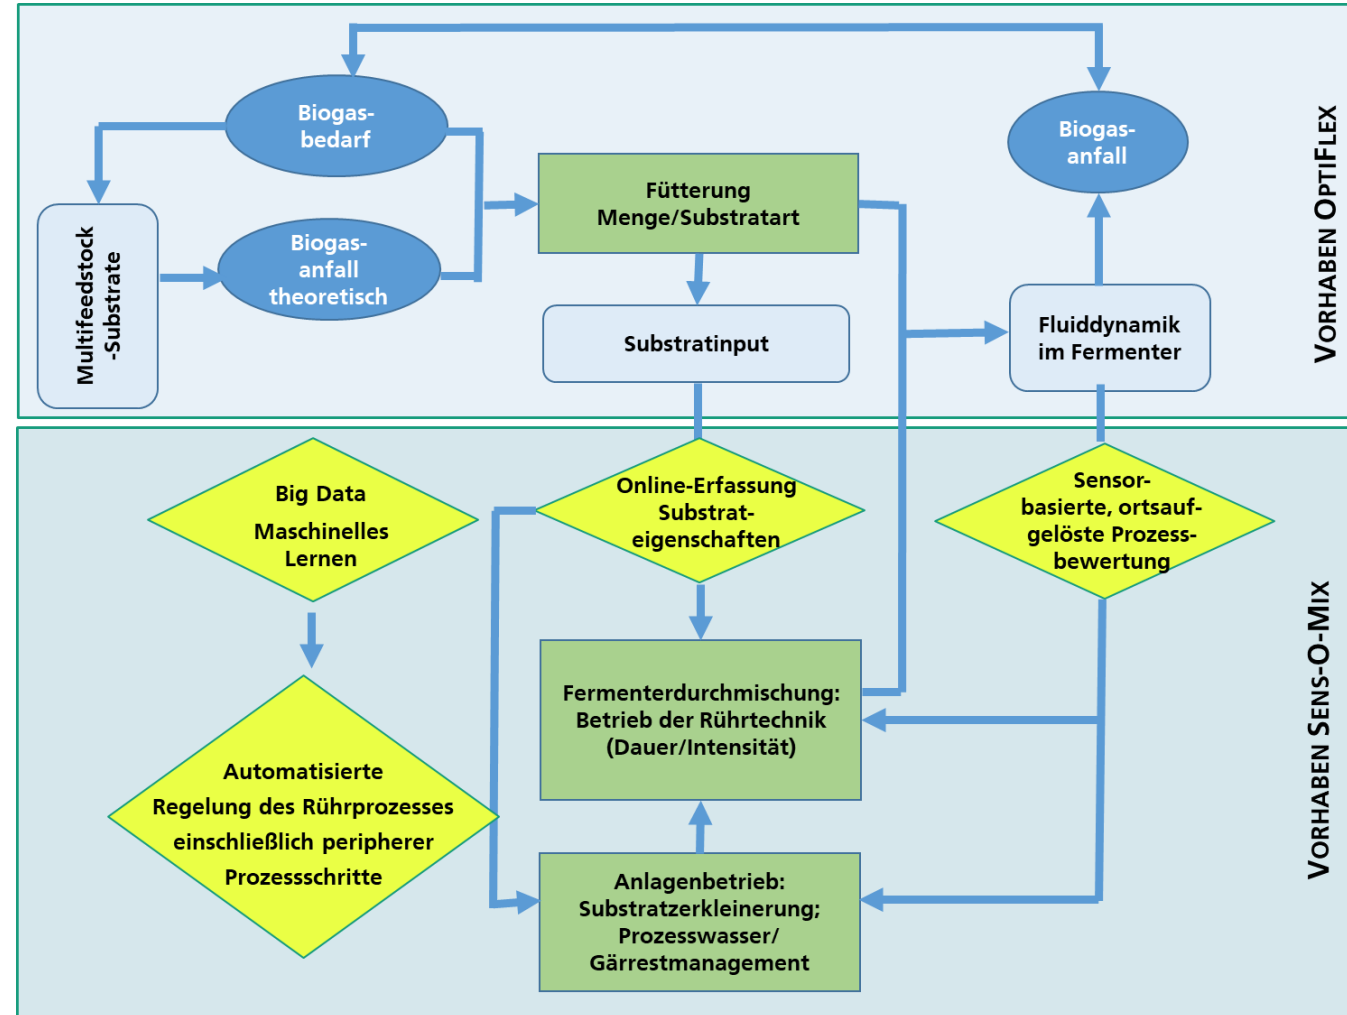 Biogas-
bedarf
Biogas-
anfall
VORHABEN OPTIFLEX
Fütterung
Menge/Substratart
Multifeedstock
-Substrate
Biogas-
anfall
theoretisch
Substratinput
Fluiddynamik
im Fermenter
Big Data
Maschinelles
Lernen
Online-Erfassung
Substrat-
eigenschaften
Sensor-
basierte, ortsauf-
gelöste Prozess-
bewertung
VORHABEN SENS-O-MIX
Fermenterdurchmischung:
Betrieb der Rührtechnik
(Dauer/Intensität)
Automatisierte
Regelung des Rührprozesses
einschließlich peripherer
Prozessschritte
Anlagenbetrieb:
Substratzerkleinerung;
Prozesswasser/
Gärrestmanagement